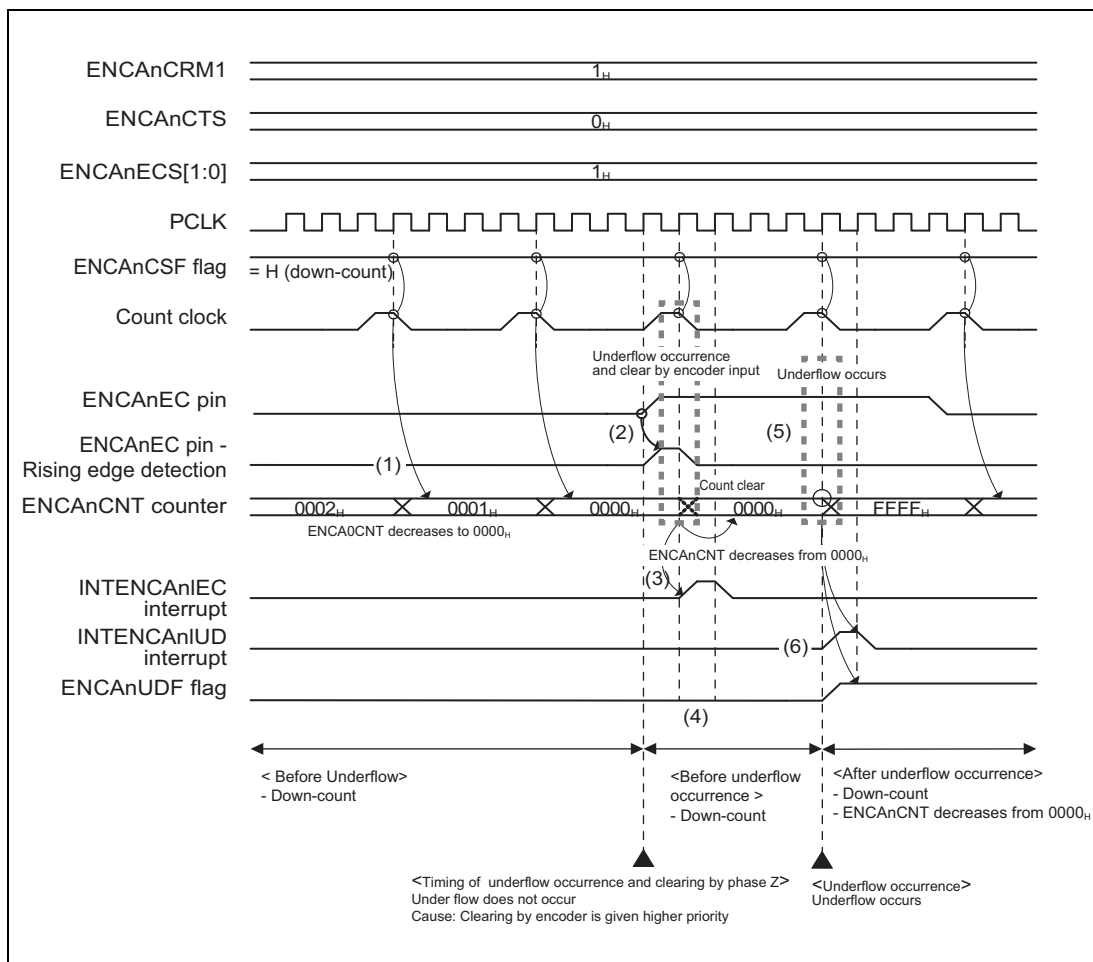 ENCAnCRM1
1H
ENCAnCTS
0H
ENCAnECS[1:0]
1H
PCLK
ENCAnCSF flag
= H (down-count)
Count clock
Underflow occurrence
and clear by encoder input
Underflow occurs
ENCAnEC pin
(2)
(5)
ENCAnEC pin -
Rising edge detection
(1)
Count clear
ENCAnCNT counter
0002H
0001H
0000H
0000H
FFFFH
ENCA0CNT decreases to 0000H
ENCAnCNT decreases from 0000H
(3)
INTENCAnIEC
interrupt
INTENCAnIUD
interrupt
(6)
ENCAnUDF flag
(4)
< Before Underflow>
- Down-count
<Before underflow
occurrence >
- Down-count
<After underflow occurrence>
- Down-count
- ENCAnCNT decreases from 0000H
<Timing of underflow occurrence and clearing by phase Z>
Under flow does not occur
Cause: Clearing by encoder is given higher priority
<Underflow occurrence>
Underflow occurs